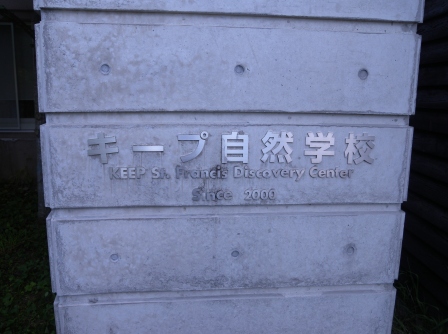 キープ自然学校
KEEP St. Francis Discovery Center
Since 2000